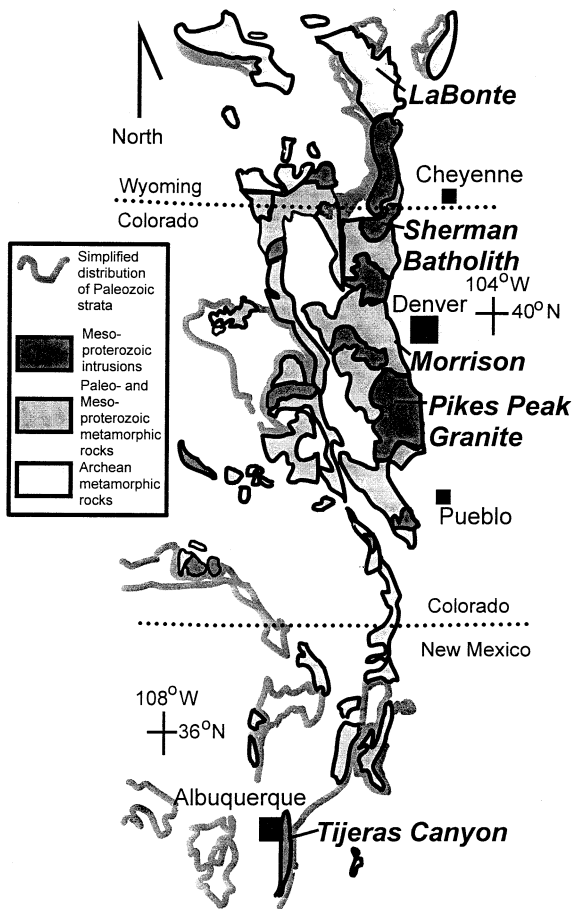 LaBonte
North
Wyoming
Cheyenne
Colorado
Sherman
Batholith
Simplified
distribution
of Paleozoic
strata
104°W
40°N
Denver
Meso-
proterozoic
intrusions
Morrison
Paleo- and
Meso-
proterozoic
metamorphic
rocks
Pikes Peak
Granite
Archean
metamorphic
rocks
Pueblo
Colorado
New Mexico
108°W
36°N
Albuquerque
Tijeras Canyon